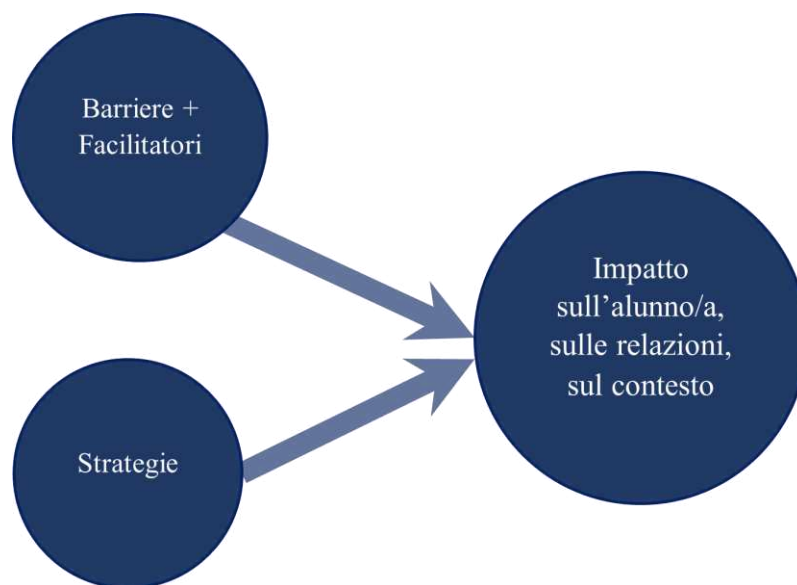 Barriere +
Facilitatori
Impatto
sull’alunno/a,
sulle relazioni,
sul contesto
Strategie